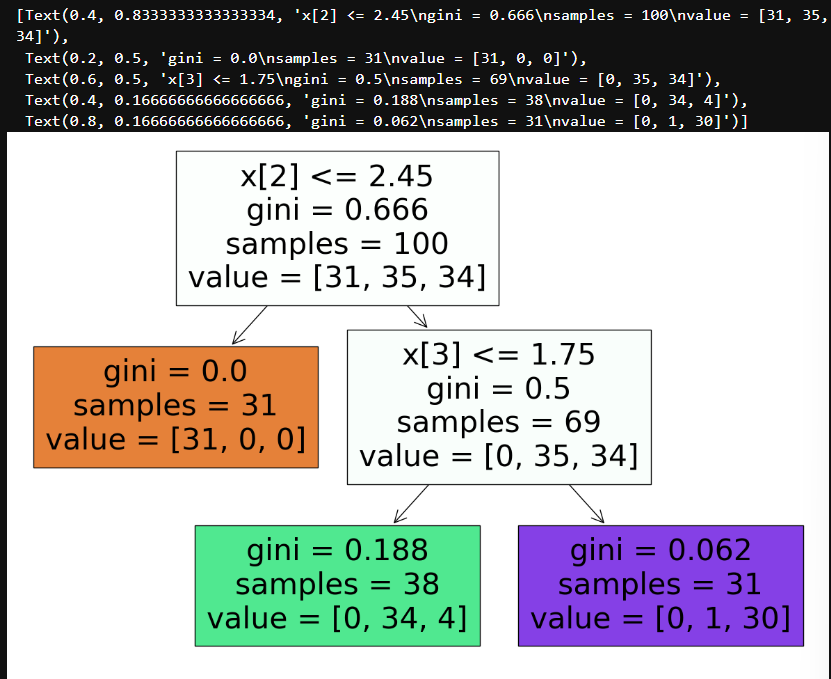 [Text(0.4, 0.8333333333333334, 'x[2] <= 2.45\ngini = 0.666\nsamples = 100\nvalue = [31, 35,
34]'),
Text(0.2, 0.5, 'gini = 0.0\nsamples = 31\nvalue = [31, 0, 0]'),
Text(0.6, 0.5, 'x[3] <= 1.75\ngini = 0.5\nsamples = 69\nvalue = [0, 35, 34]'),
Text(0.4, 0.16666666666666666, 'gini = 0.188\nsamples = 38\nvalue = [0, 34, 4]'),
Text(0.8, 0.16666666666666666, 'gini = 0.062\nsamples = 31\nvalue = [0, 1, 30]')]
x[2] <= 2.45
gini = 0.666
samples = 100
value = [31, 35, 34]
gini = 0.0
samples = 31
value = [31, 0, 0]
x[3] <= 1.75
gini = 0.5
samples = 69
value = [0, 35, 34]
gini = 0.188
samples = 38
value = [0, 34, 4]
gini = 0.062
samples = 31
value = [0, 1, 30]